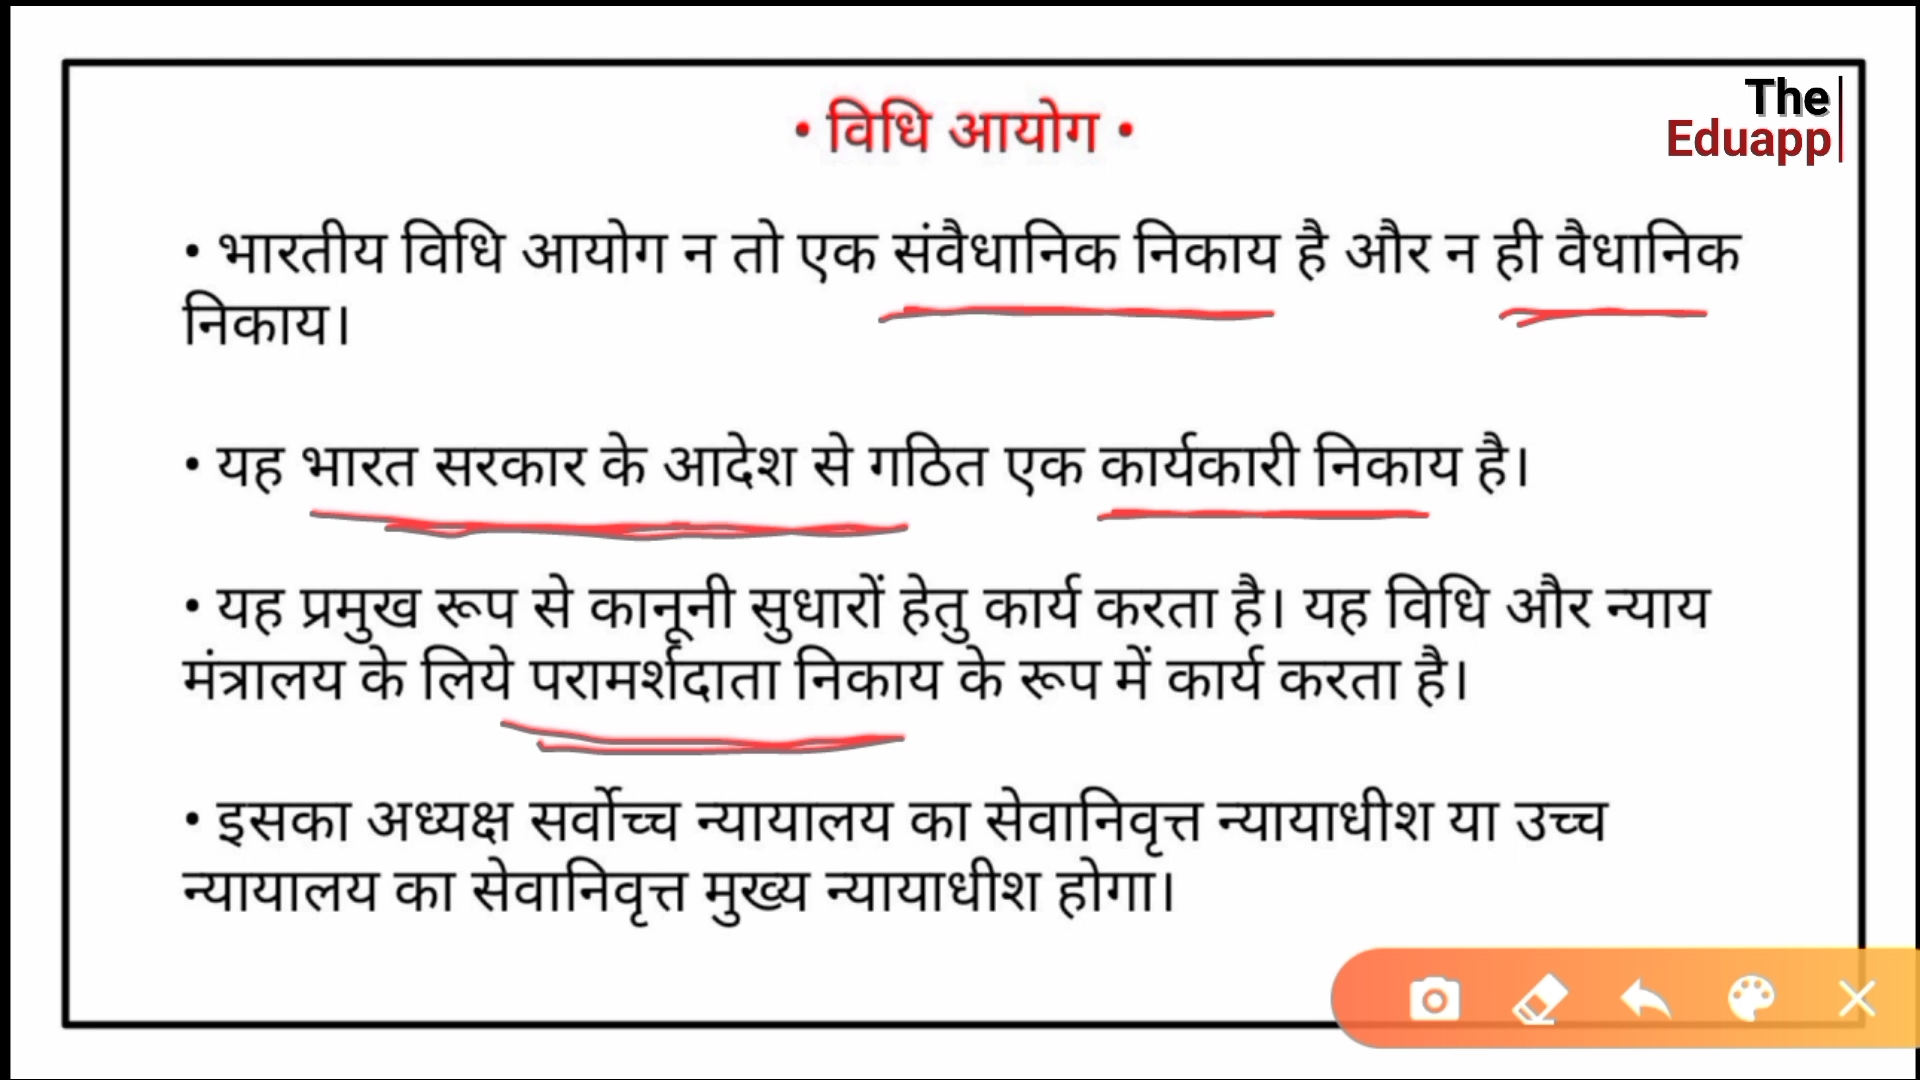 • विधि आयोग •
The
Eduapp
• भारतीय विधि आयोग न तो एक संवैधानिक निकाय है और न ही वैधानिक
निकाय।
• यह भारत सरकार के आदेश से गठित एक कार्यकारी निकाय है।
• यह प्रमुख रूप से कानूनी सुधारों हेतु कार्य करता है। यह विधि और न्याय
मंत्रालय के लिये परामर्शदाता निकाय के रूप में कार्य करता है।
• इसका अध्यक्ष सर्वोच्च न्यायालय का सेवानिवृत्त न्यायाधीश या उच्च
न्यायालय का सेवानिवृत्त मुख्य न्यायाधीश होगा।